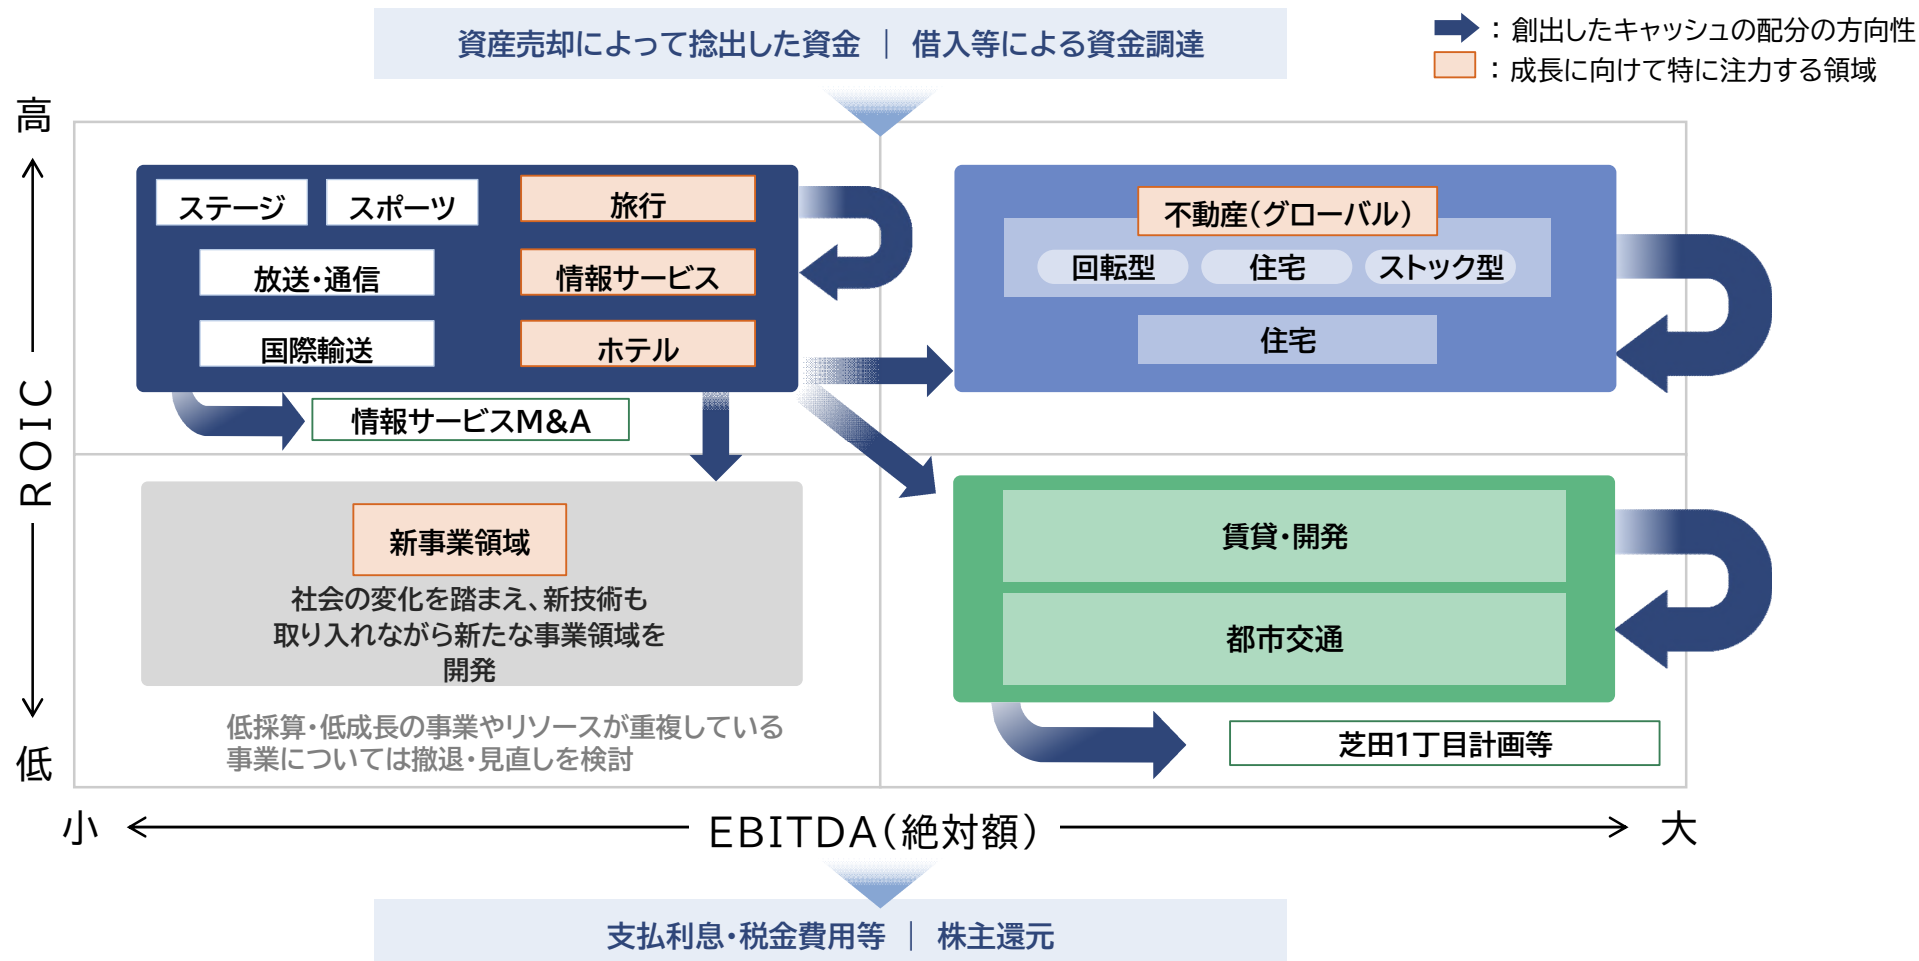 資産売却によって捻出した資金 ｜ 借入等による資金調達
：創出したキャッシュの配分の方向性
：成長に向けて特に注力する領域
高
ROIC
低
ステージ
スポーツ
旅行
放送・通信
情報サービス
国際輸送
ホテル
情報サービスM&A
不動産（グローバル）
回転型
住宅
ストック型
住宅
新事業領域
社会の変化を踏まえ、新技術も
取り入れながら新たな事業領域を
開発
低採算・低成長の事業やリソースが重複している
事業については撤退・見直しを検討
賃貸・開発
都市交通
芝田1丁目計画等
小
EBITDA（絶対額）
大
支払利息・税金費用等 ｜ 株主還元